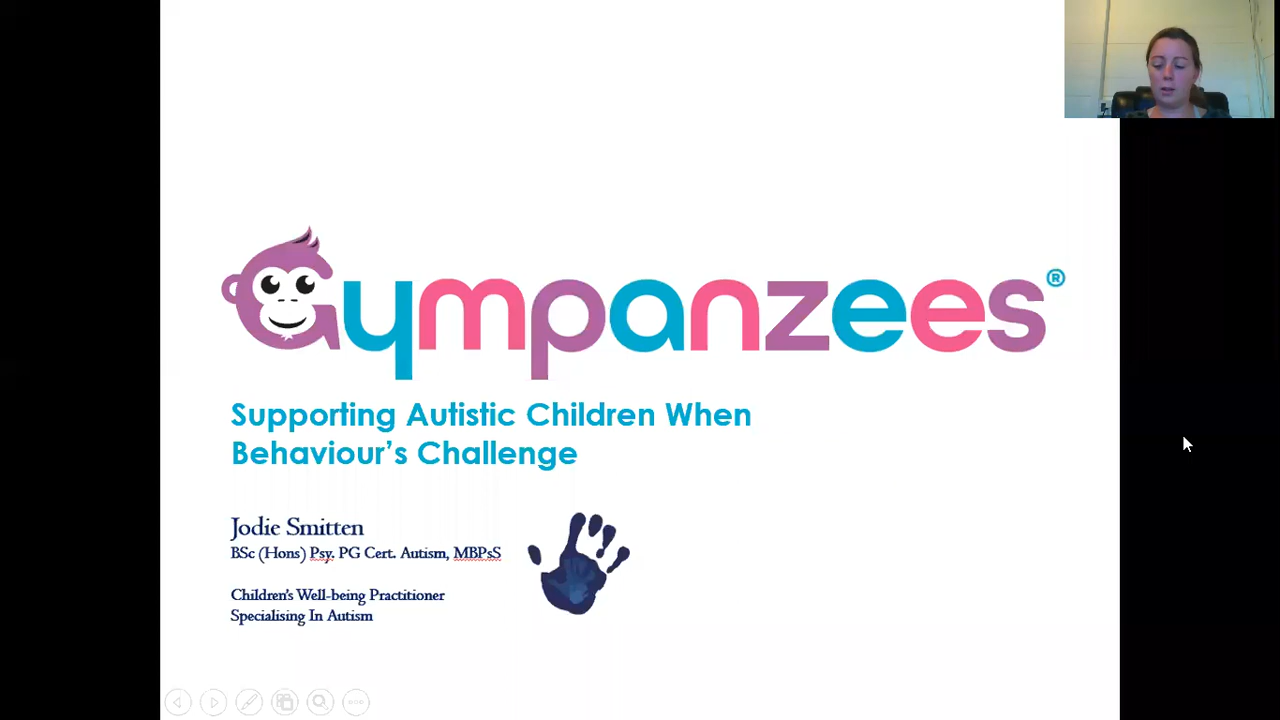 Gympanzees®
Supporting Autistic Children When
Behaviour's Challenge
Jodie Smitten
BSc (Hons) Psy. PG Cert. Autism, MBPsS
Children's Well-being Practitioner
Specialising In Autism